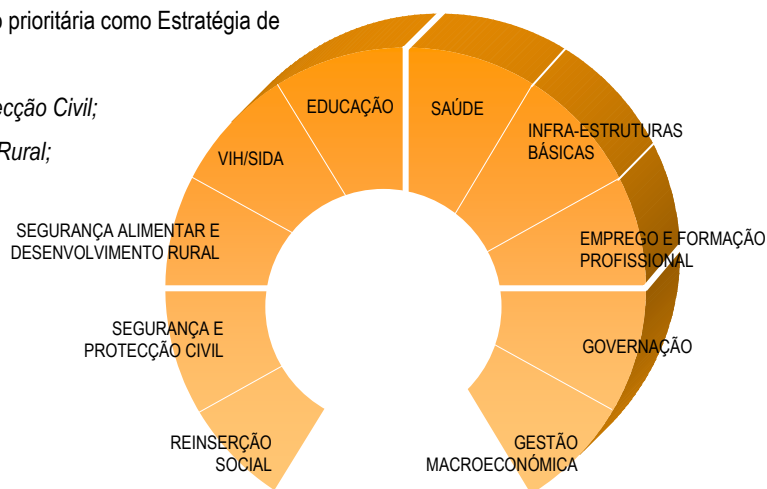 prioritária como Estratégia de
Civil;
Rural;
EDUCAÇÃO
SAÚDE
INFRA-ESTRUTURAS
BÁSICAS
VIH/SIDA
SEGURANÇA ALIMENTAR E
DESENVOLVIMENTO RURAL
EMPREGO E FORMAÇÃO
PROFISSIONAL
SEGURANÇA E
PROTECÇÃO CIVIL
GOVERNAÇÃO
REINSERÇÃO
SOCIAL
GESTÃO
MACROECONÓMICA